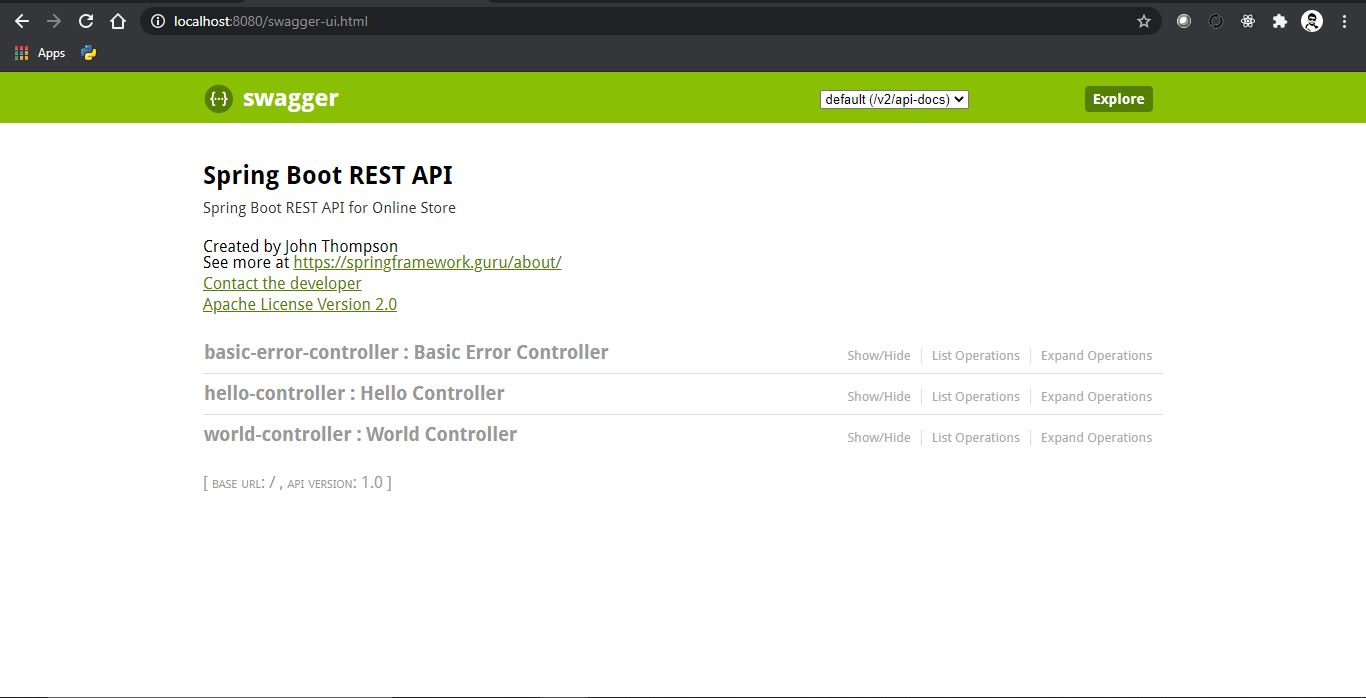 localhost:8080/swagger-ui.html
Apps
{··} swagger default (/v2/api-docs) Explore
Spring Boot REST API
Spring Boot REST API for Online Store
Created by John Thompson
See more at https://springframework.guru/about/
Contact the developer
Apache License Version 2.0
basic-error-controller : Basic Error Controller Show/Hide List Operations Expand Operations
hello-controller : Hello Controller Show/Hide List Operations Expand Operations
world-controller : World Controller Show/Hide List Operations Expand Operations
[ BASE URL: / , API VERSION: 1.0 ]